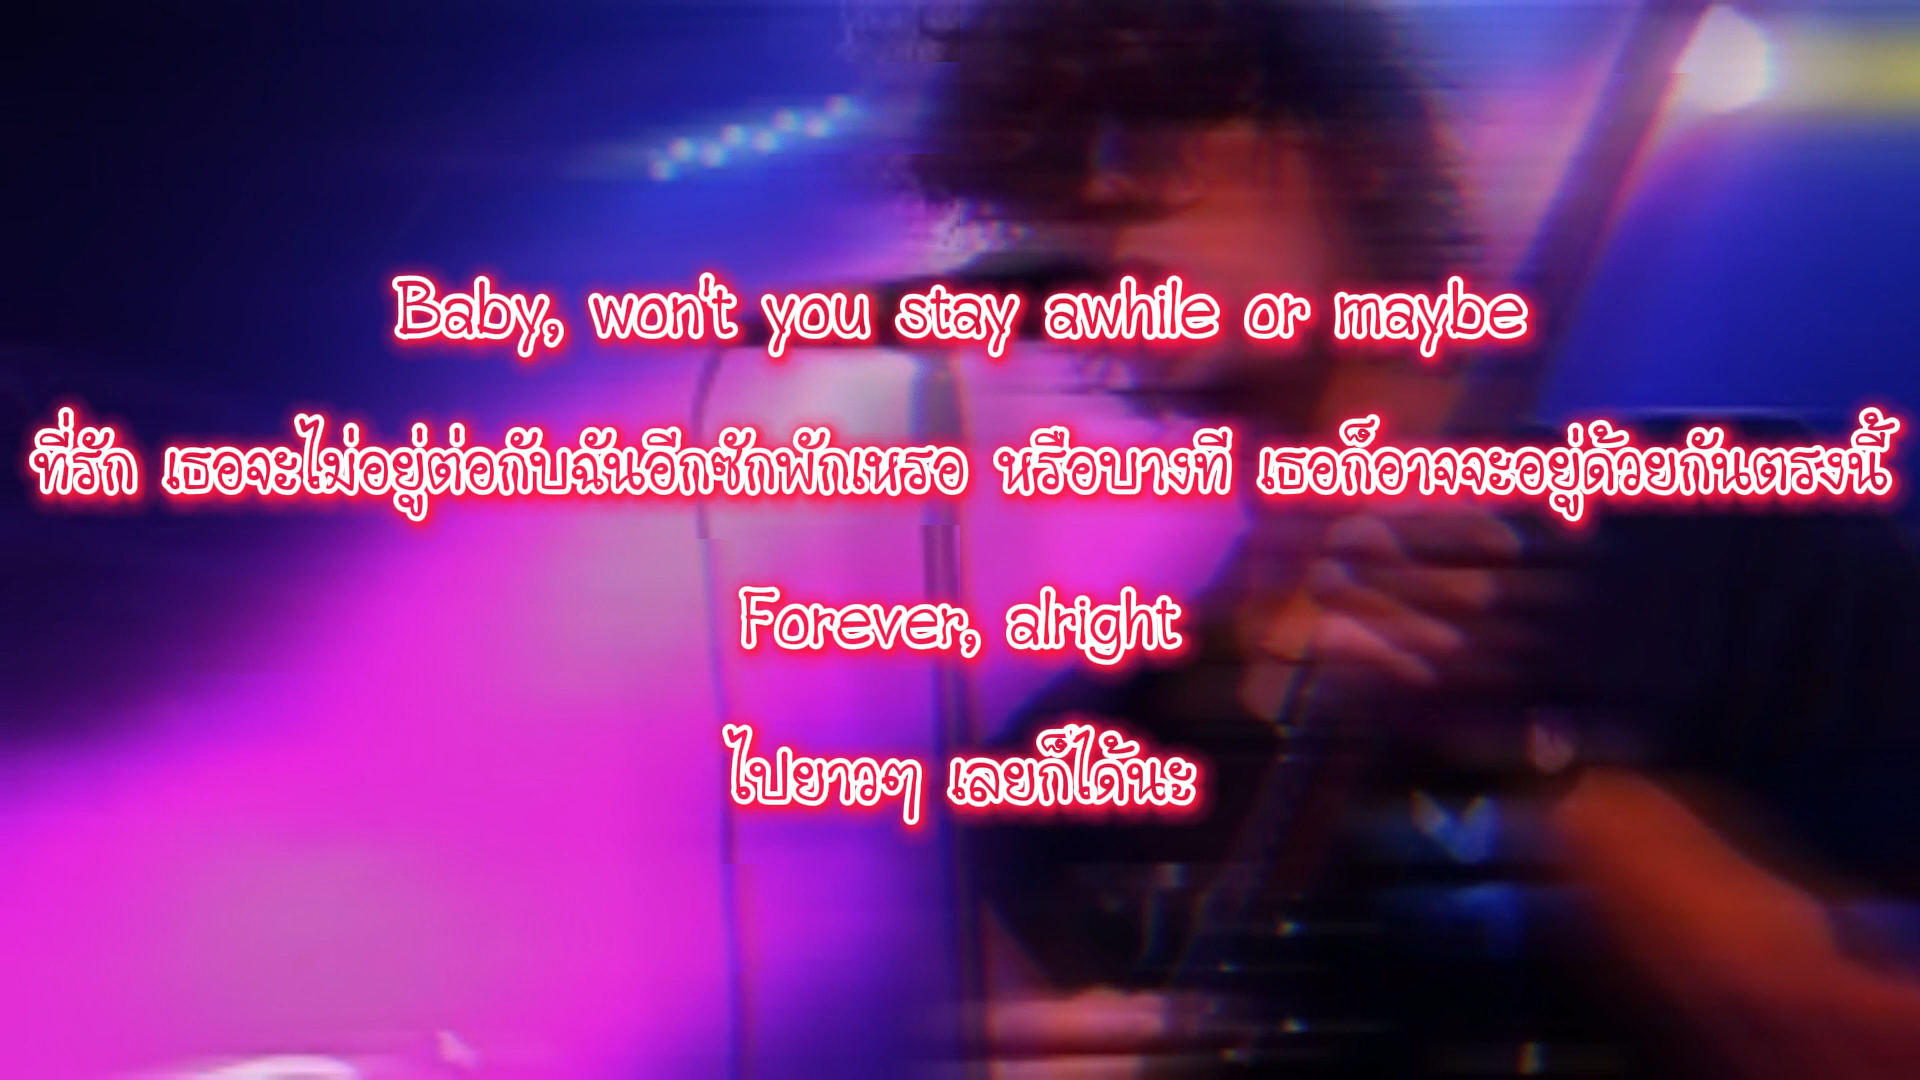 Baby, won't you stay awhile or maybe
ที่รัก เธอจะไม่อยู่ต่อกับฉันอีกซักพักเหรอ หรือบางที เธอก็อาจจะอยู่ด้วยกันตรงนี้
Forever, alright
ไปยาวๆ เลยก็ได้นะ